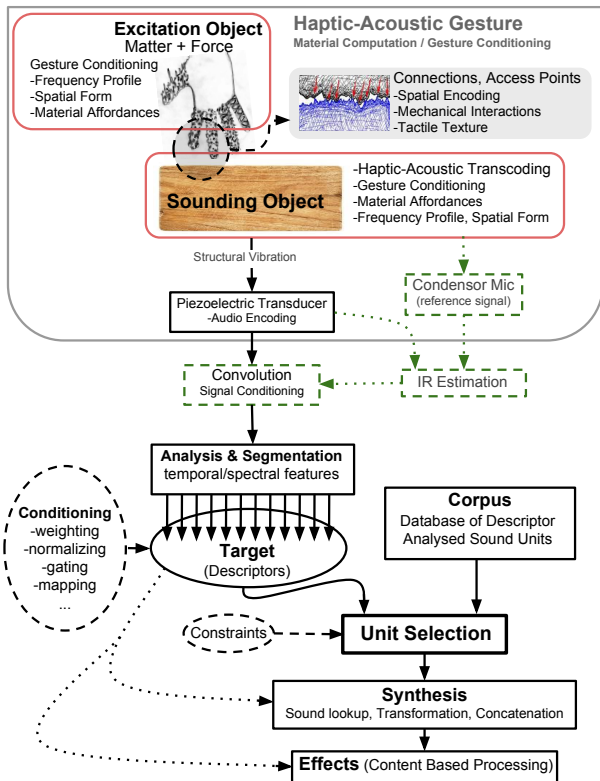 Excitation Object
Matter + Force
Gesture Conditioning
-Frequency Profile
-Spatial Form
-Material Affordances
Haptic-Acoustic Gesture
Material Computation / Gesture Conditioning
Connections, Access Points
-Spatial Encoding
-Mechanical Interactions
-Tactile Texture
Sounding Object
-Haptic-Acoustic Transcoding
-Gesture Conditioning
-Material Affordances
-Frequency Profile, Spatial Form
Structural Vibration
Condensor Mic
(reference signal)
Piezoelectric Transducer
-Audio Encoding
Convolution
Signal Conditioning
IR Estimation
Analysis & Segmentation
temporal/spectral features
Conditioning
-weighting
-normalizing
-gating
-mapping
...
Target
(Descriptors)
Corpus
Database of Descriptor
Analysed Sound Units
Constraints
Unit Selection
Synthesis
Sound lookup, Transformation, Concatenation
Effects (Content Based Processing)